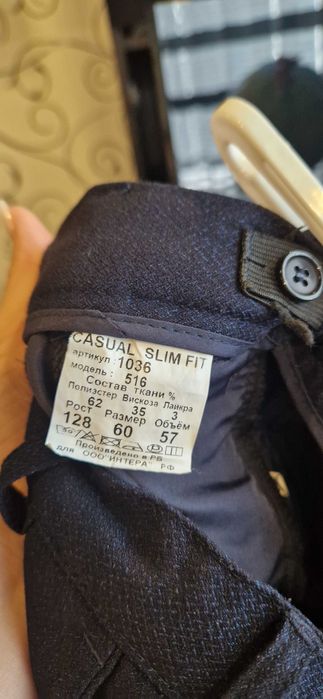 CASUAL SLIM FIT
артикул: 1036
модель: 516
Состав ткани %
Полиэстер Вискоза Лайкра
62 35 3
Рост Размер Объём
128 60 57
Произведено в РБ
для ООО"ИНТЕРА" РФ